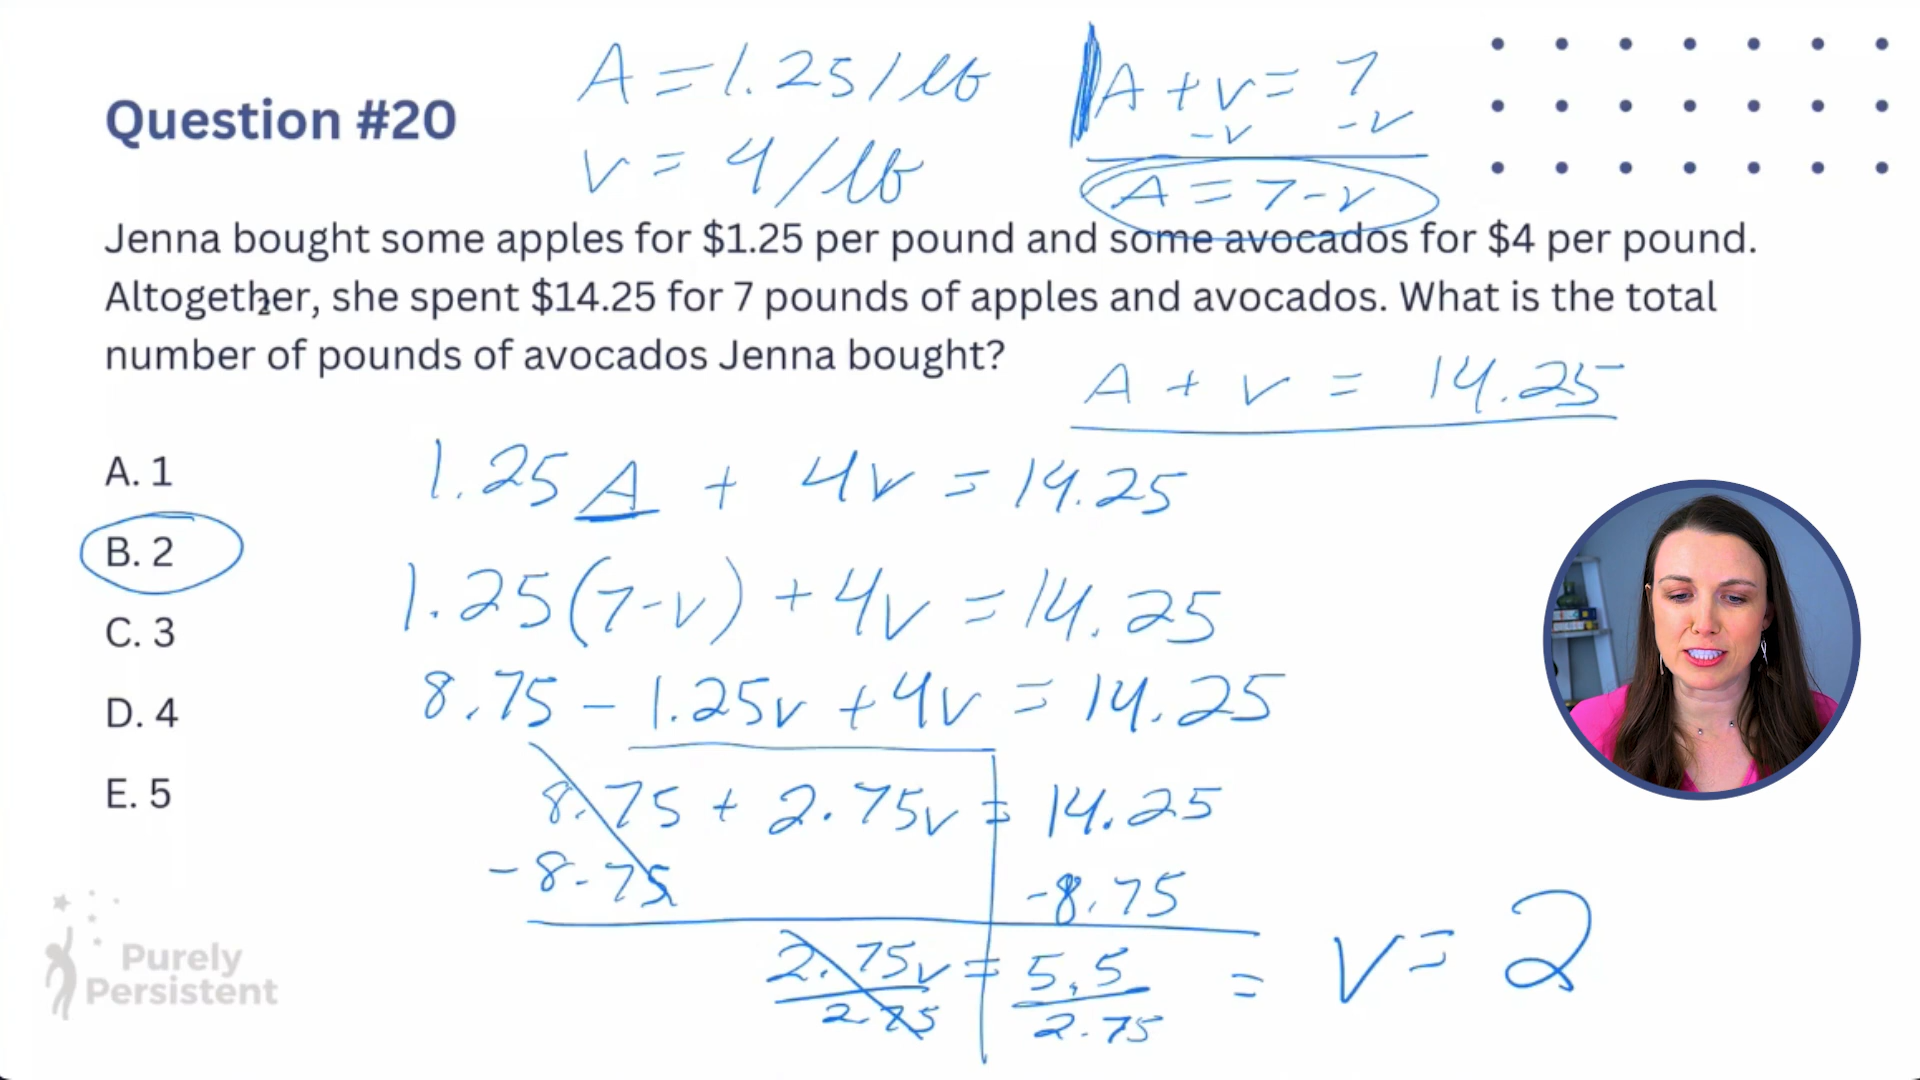 A = 1.25/lb
A + v = 7
-v -v
Question #20
v = 4/lb
A = 7-v
Jenna bought some apples for $1.25 per pound and some avocados for $4 per pound.
Altogether, she spent $14.25 for 7 pounds of apples and avocados. What is the total
number of pounds of avocados Jenna bought?
A + v = 14.25
A. 1
1.25A + 4v = 14.25
B. 2
1.25(7-v) + 4v = 14.25
C. 3
8.75 - 1.25v + 4v = 14.25
D. 4
E. 5
8.75 + 2.75v = 14.25
-8.75 -8.75
2.75v = 5.5 = v = 2
2.75 2.75
Purely
Persistent